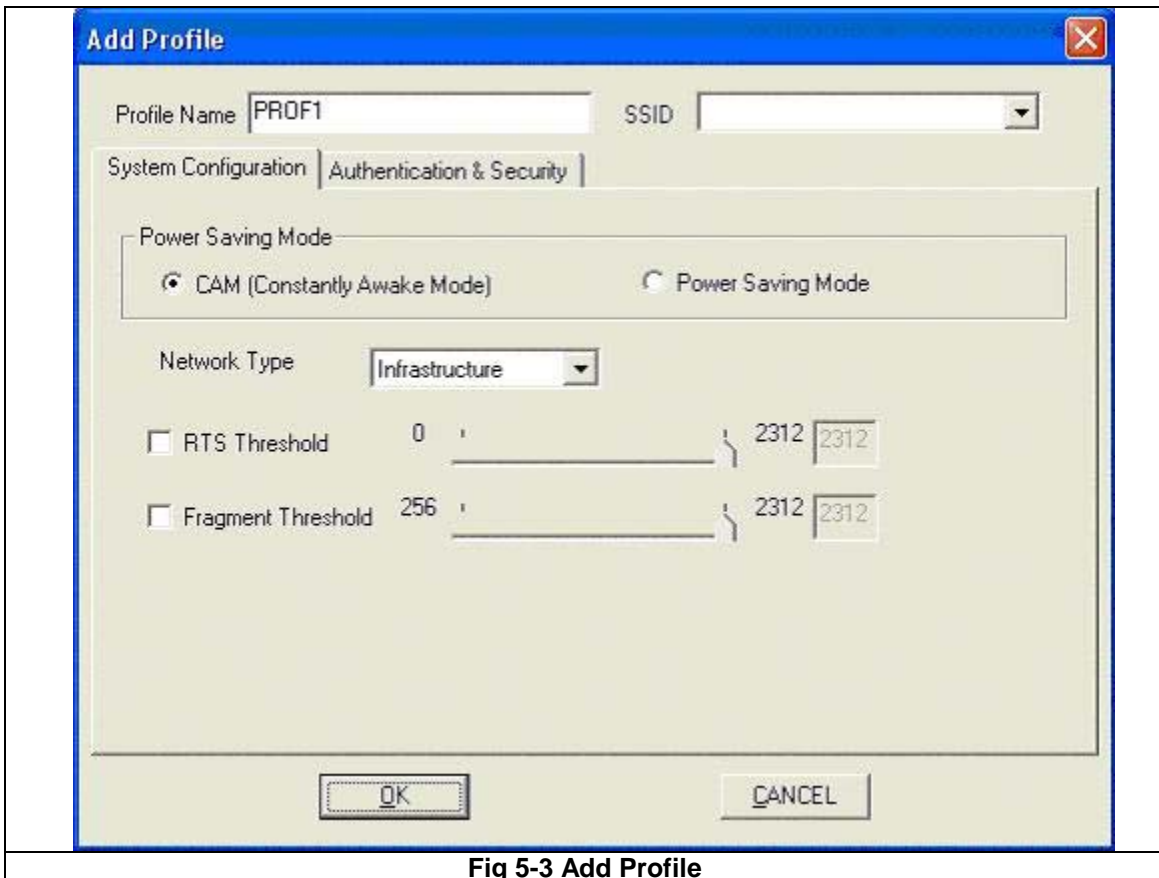 Add Profile
Profile Name PROF1 SSID
System Configuration Authentication & Security
Power Saving Mode
CAM (Constantly Awake Mode) Power Saving Mode
Network Type Infrastructure
RTS Threshold 0 2312 2312
Fragment Threshold 256 2312 2312
OK CANCEL
Fig 5-3 Add Profile